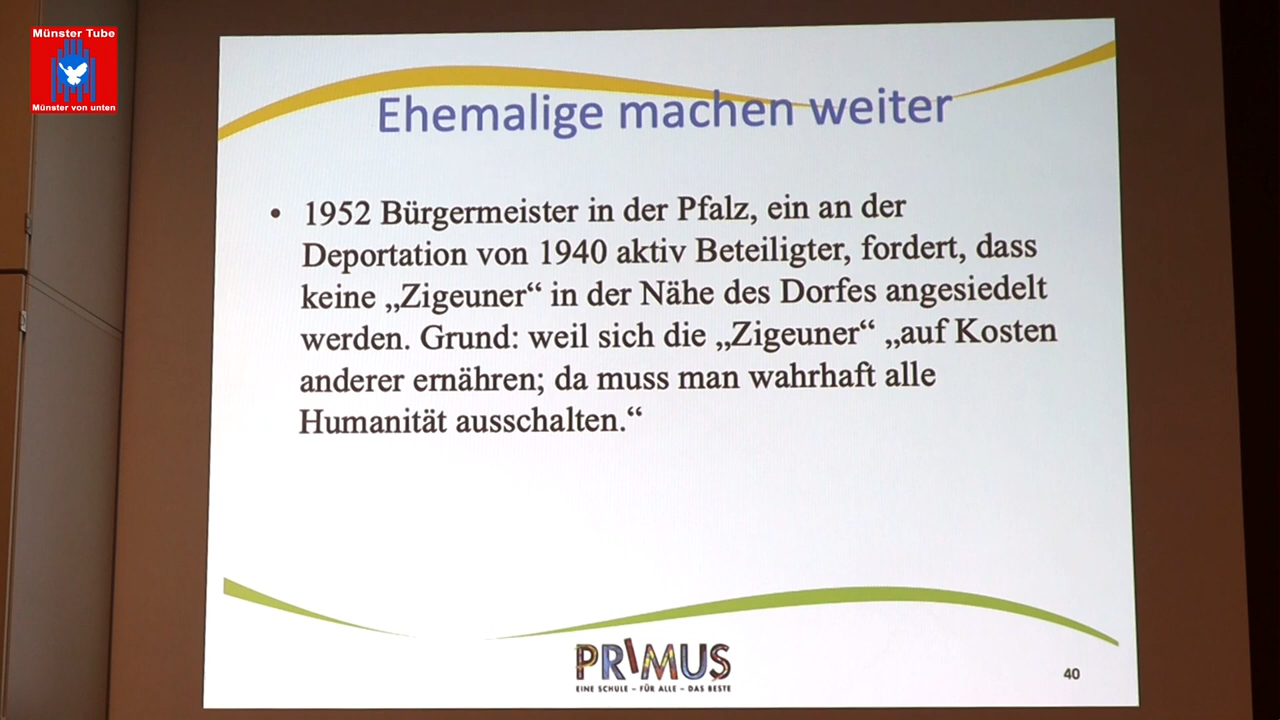 Münster Tube
Münster von unten
Ehemalige machen weiter
• 1952 Bürgermeister in der Pfalz, ein an der
Deportation von 1940 aktiv Beteiligter, fordert, dass
keine „Zigeuner“ in der Nähe des Dorfes angesiedelt
werden. Grund: weil sich die „Zigeuner“ „auf Kosten
anderer ernähren; da muss man wahrhaft alle
Humanität ausschalten.“
PRIMUS
EINE SCHULE – FÜR ALLE – DAS BESTE
40